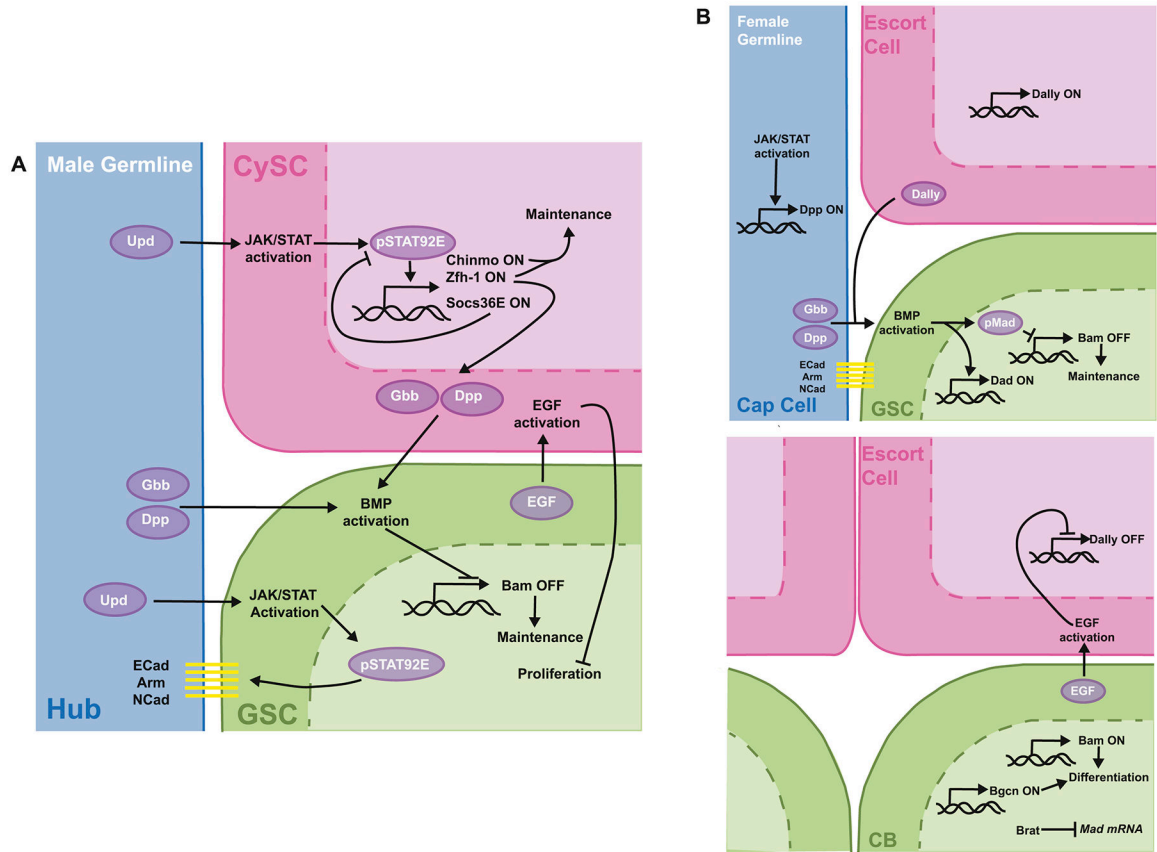 A
Male Germline
CySC
Upd
JAK/STAT
activation
pSTAT92E
Maintenance
Chinmo ON
Zfh-1 ON
Socs36E ON
Gbb
Dpp
EGF
activation
Gbb
Dpp
BMP
activation
EGF
Upd
JAK/STAT
Activation
Bam OFF
Maintenance
pSTAT92E
Proliferation
ECad
Arm
NCad
Hub
GSC
B
Female
Germline
Escort
Cell
Dally ON
JAK/STAT
activation
Dpp ON
Dally
Gbb
Dpp
BMP
activation
pMad
Bam OFF
Maintenance
Dad ON
ECad
Arm
NCad
Cap Cell
GSC
Escort
Cell
Dally OFF
EGF
activation
EGF
Bam ON
Differentiation
Bgcn ON
Brat
Mad mRNA
CB